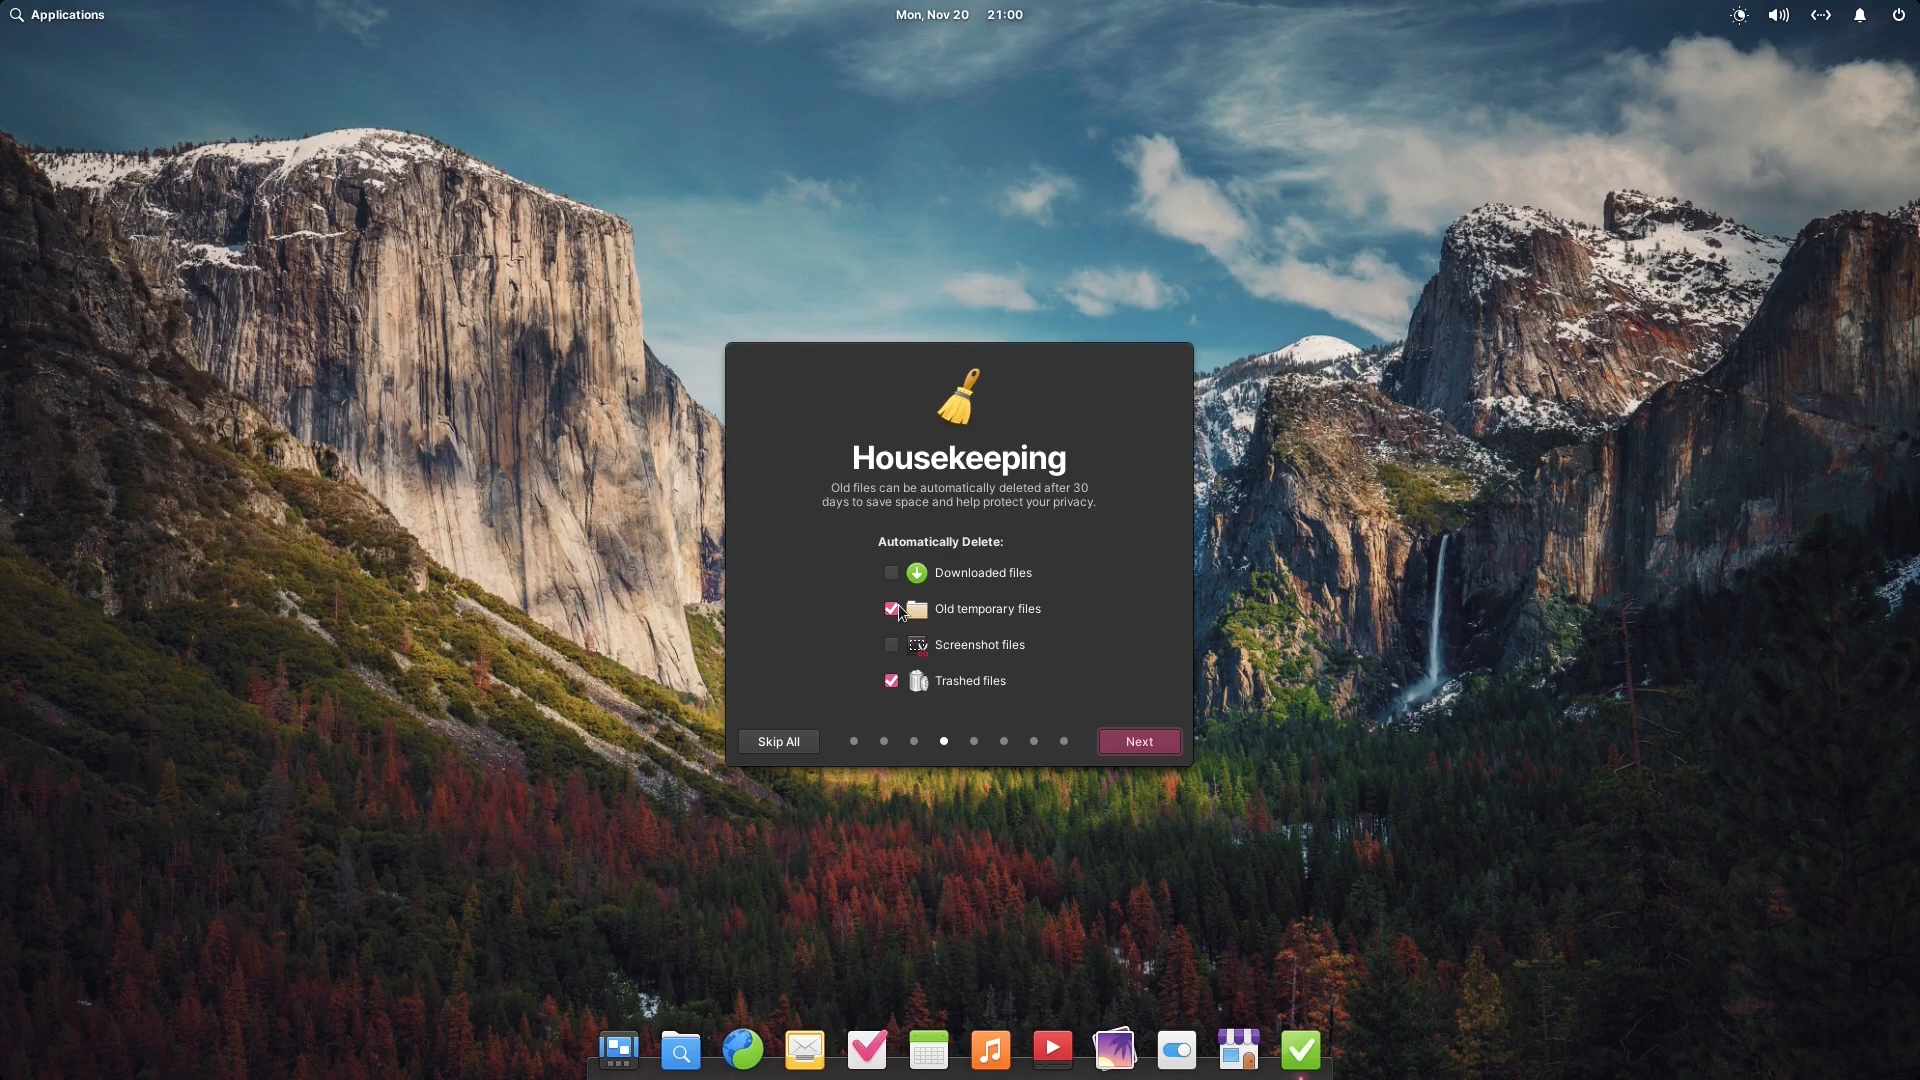 Applications
Mon, Nov 20 21:00
Housekeeping
Old files can be automatically deleted after 30
days to save space and help protect your privacy.
Automatically Delete:
Downloaded files
Old temporary files
Screenshot files
Trashed files
Skip All
Next